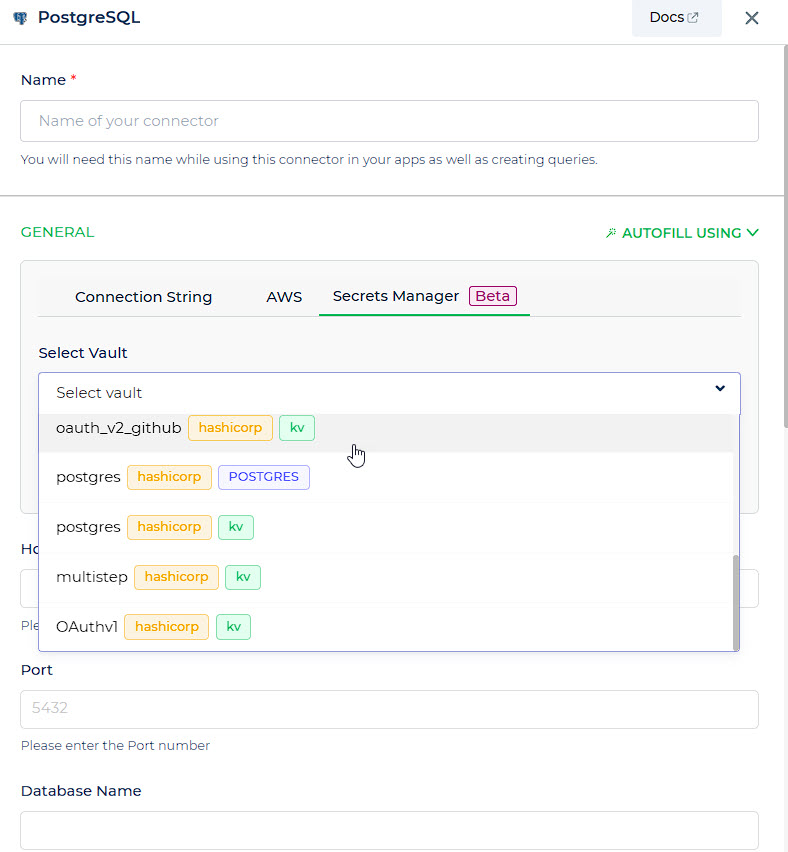 PostgreSQL Docs
Name *
Name of your connector
You will need this name while using this connector in your apps as well as creating queries.
GENERAL AUTOFILL USING
Connection String AWS Secrets Manager Beta
Select Vault
Select vault
oauth_v2_github hashicorp kv
postgres hashicorp POSTGRES
postgres hashicorp kv
multistep hashicorp kv
OAuthv1 hashicorp kv
Port
5432
Please enter the Port number
Database Name